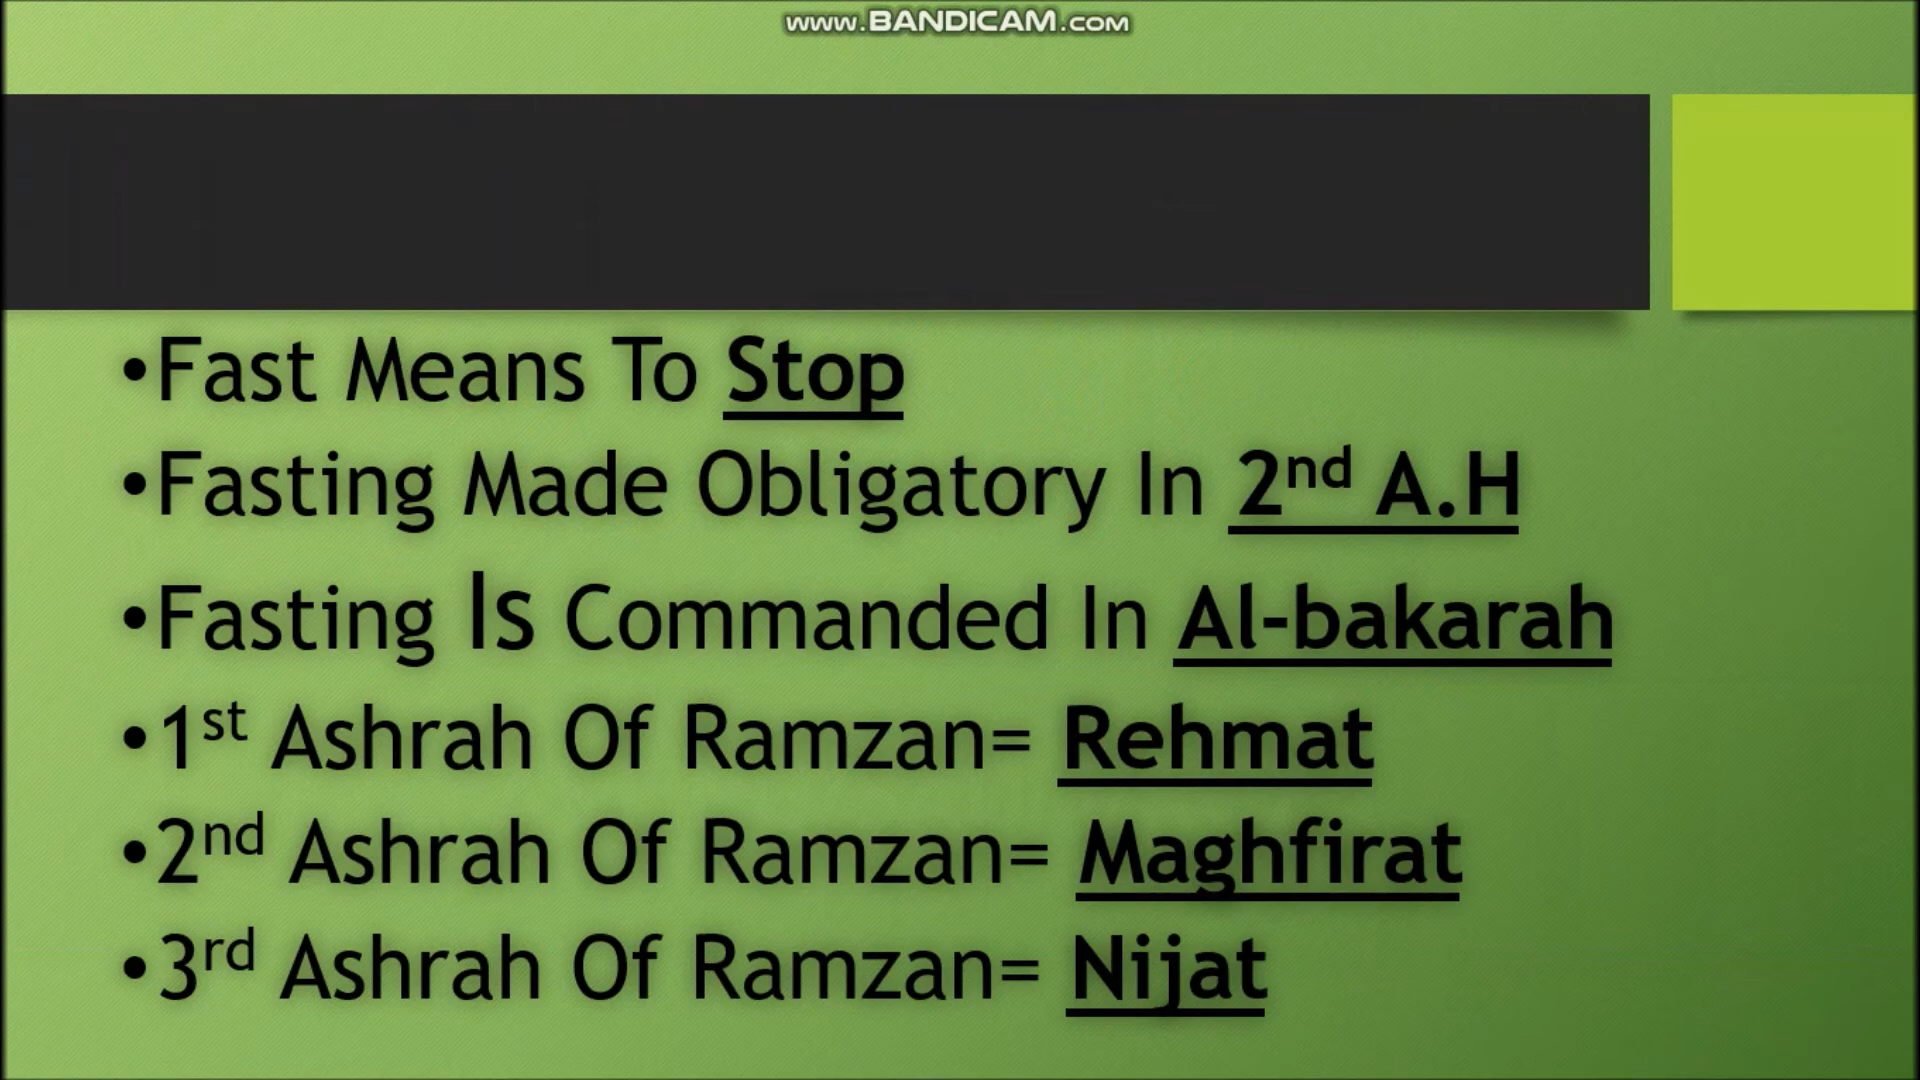 www.BANDICAM.com
•Fast Means To Stop
•Fasting Made Obligatory In 2nd A.H
•Fasting Is Commanded In Al-bakarah
•1st Ashrah Of Ramzan= Rehmat
•2nd Ashrah Of Ramzan= Maghfirat
•3rd Ashrah Of Ramzan= Nijat